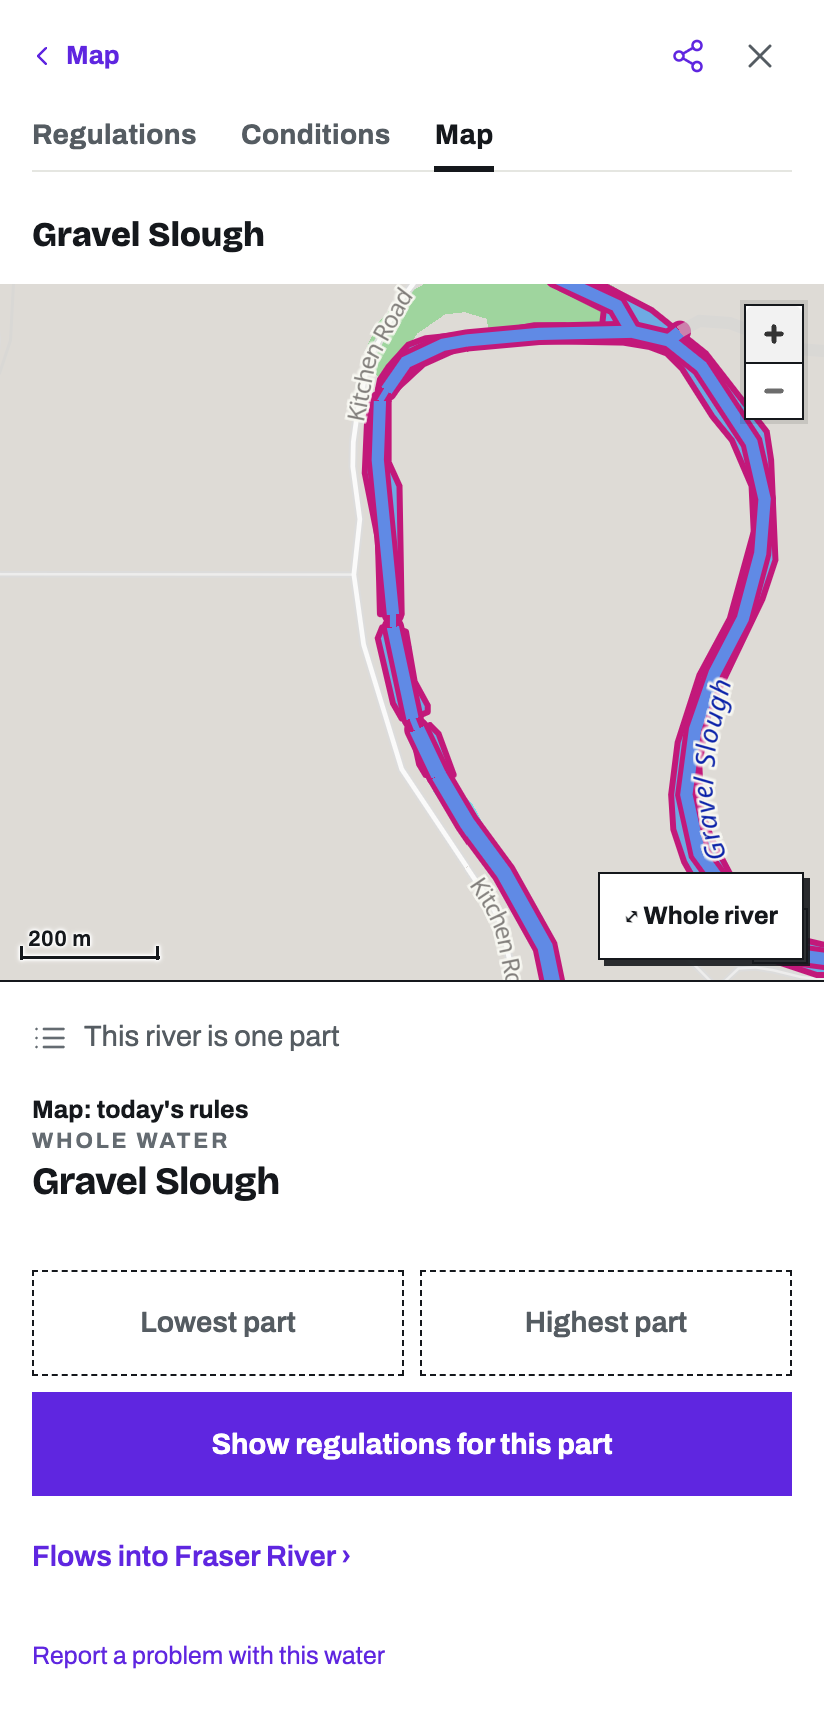 Map
Regulations Conditions Map
Gravel Slough
Kitchen Road
+
−
Gravel Slough
Kitchen Ro
200 m
Whole river
This river is one part
Map: today's rules
WHOLE WATER
Gravel Slough
Lowest part
Highest part
Show regulations for this part
Flows into Fraser River ›
Report a problem with this water